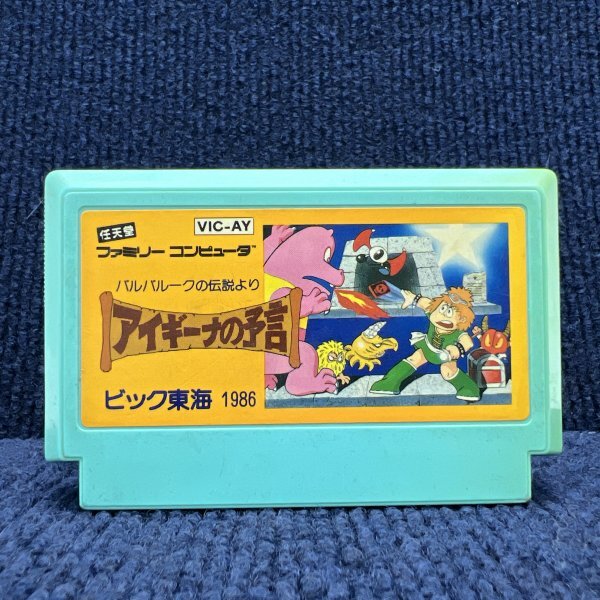 VIC-AY
任天堂
ファミリー コンピュータ™
バルバルークの伝説より
アイギーナの予言
ビック東海 1986